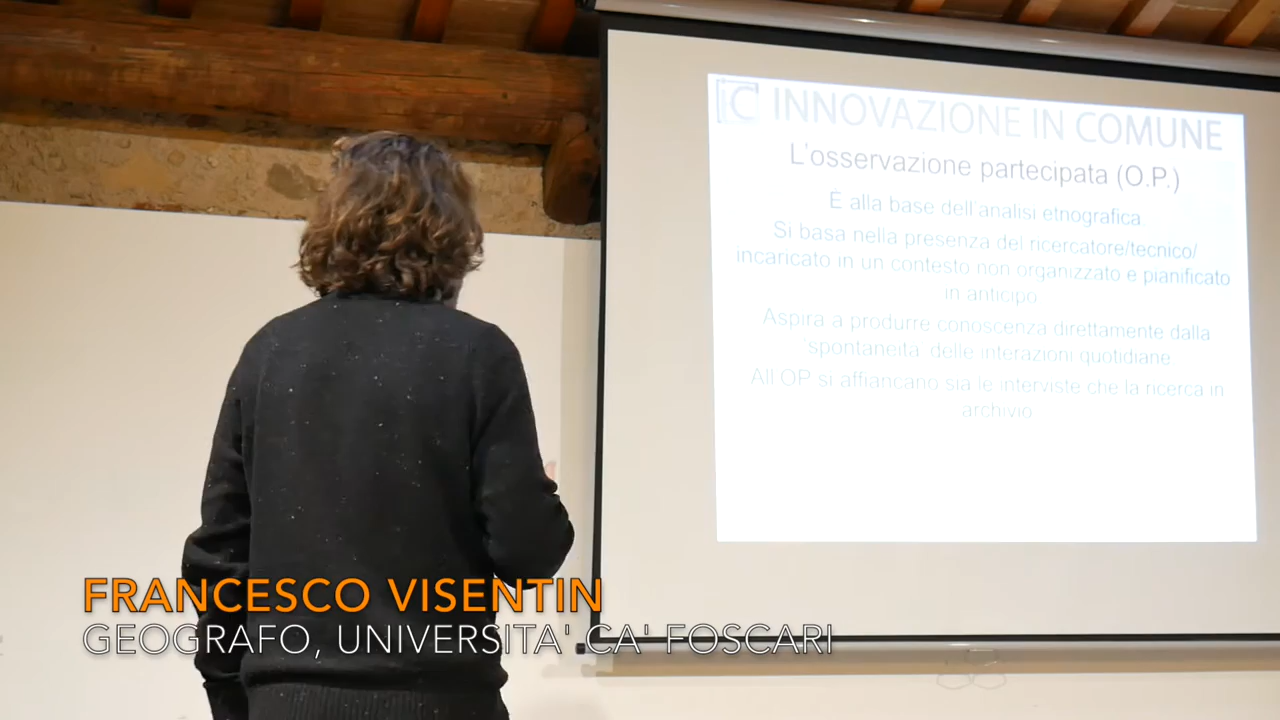 iC INNOVAZIONE IN COMUNE
L'osservazione partecipata (O.P.)
È alla base dell'analisi etnografica
Si basa nella presenza del ricercatore/tecnico/
incaricato in un contesto non organizzato e pianificato
in anticipo
Aspira a produrre conoscenza direttamente dalla
'spontaneità' delle interazioni quotidiane
All'OP si affiancano sia le interviste che la ricerca in
archivio
FRANCESCO VISENTIN
GEOGRAFO, UNIVERSITA' CA' FOSCARI